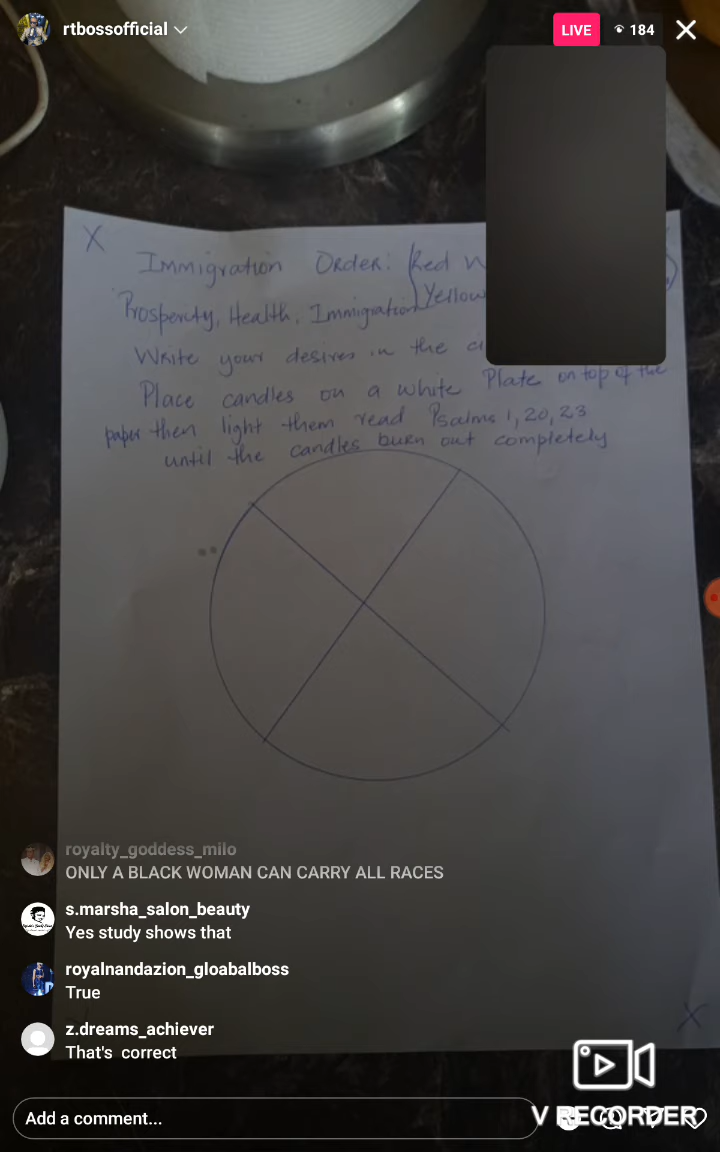 rtbossofficial
LIVE
184
X
Immigration Order: (Red
Prosperity, Health, Immigration
Yellow
Write your desires in the
Place candles on a white Plate on top of the
paper then light them read Psalms 1, 20, 23
until the candles burn out completely
royalty_goddess_milo
ONLY A BLACK WOMAN CAN CARRY ALL RACES
s.marsha_salon_beauty
Yes study shows that
royalnandazion_gloabalboss
True
X
z.dreams_achiever
That's correct
Add a comment...
V RECORDER